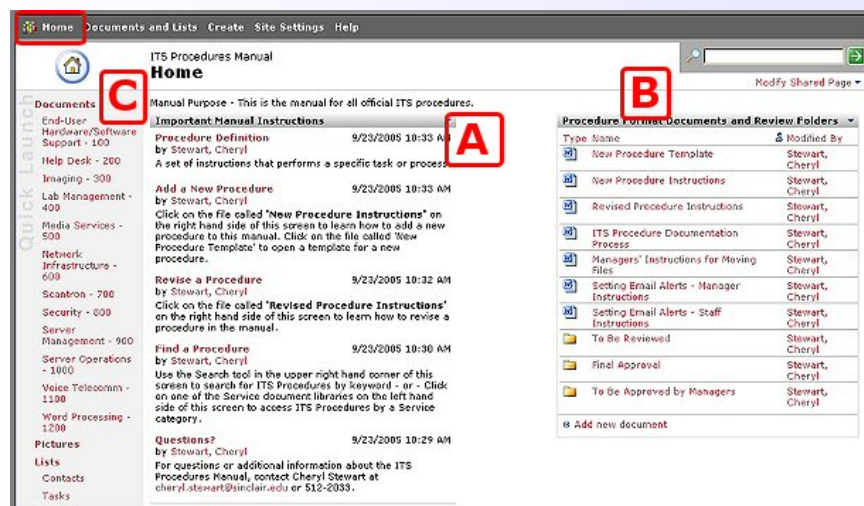 Home Documents and Lists Create Site Settings Help
ITS Procedures Manual
Home
Modify Shared Page
C
B
A
Quick Launch
Documents
End-User
Hardware/Software
Support - 100
Help Desk - 200
Imaging - 300
Lab Management -
400
Media Services -
500
Network
Infrastructure -
600
Scantron - 700
Security - 800
Server
Management - 900
Server Operations
- 1000
Voice Telecomm -
1100
Word Processing -
1200
Pictures
Lists
Contacts
Tasks
Manual Purpose - This is the manual for all official ITS procedures.
Important Manual Instructions
Procedure Definition 9/23/2005 10:33 AM
by Stewart, Cheryl
A set of instructions that performs a specific task or process
Add a New Procedure 9/23/2005 10:33 AM
by Stewart, Cheryl
Click on the file called "New Procedure Instructions" on
the right hand side of this screen to learn how to add a new
procedure to this manual. Click on the file called 'New
Procedure Template' to open a template for a new
procedure.
Revise a Procedure 9/23/2005 10:32 AM
by Stewart, Cheryl
Click on the file called "Revised Procedure Instructions"
on the right hand side of this screen to learn how to revise a
procedure in the manual.
Find a Procedure 9/23/2005 10:30 AM
by Stewart, Cheryl
Use the Search tool in the upper right hand corner of this
screen to search for ITS Procedures by keyword - or - Click
on one of the Service document libraries on the left hand
side of this screen to access ITS Procedures by a Service
category.
Questions? 9/23/2005 10:29 AM
by Stewart, Cheryl
For questions or additional information about the ITS
Procedures Manual, contact Cheryl Stewart at
cheryl.stewart@sinclair.edu or 512-2033.
Procedure Format Documents and Review Folders
Type Name Modified By
New Procedure Template Stewart,
Cheryl
New Procedure Instructions Stewart,
Cheryl
Revised Procedure Instructions Stewart,
Cheryl
ITS Procedure Documentation Stewart,
Process Cheryl
Managers' Instructions for Moving Stewart,
Files Cheryl
Setting Email Alerts - Manager Stewart,
Instructions Cheryl
Setting Email Alerts - Staff Stewart,
Instructions Cheryl
To Be Reviewed Stewart,
Cheryl
Final Approval Stewart,
Cheryl
To Be Approved by Managers Stewart,
Cheryl
Add new document